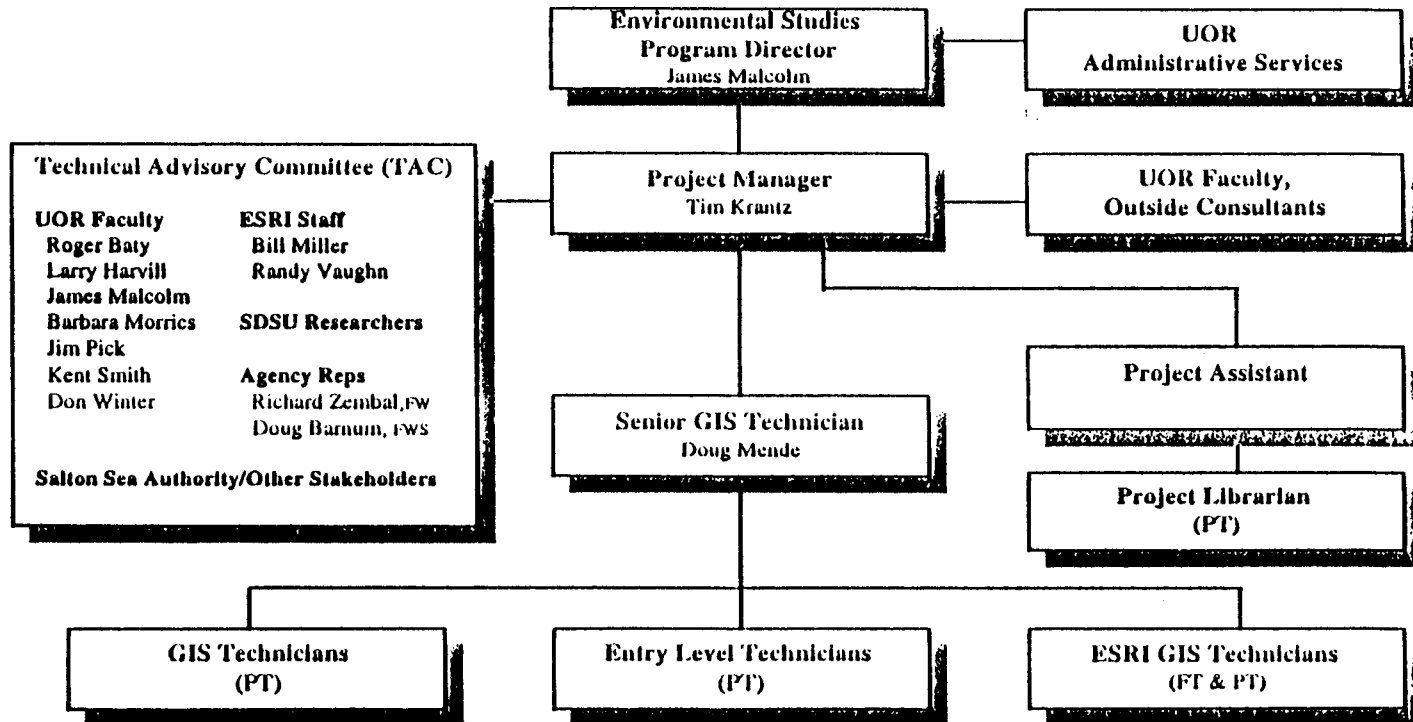 Environmental Studies
Program Director
James Malcolm
UOR
Administrative Services
Technical Advisory Committee (TAC)
UOR Faculty
Roger Baty
Larry Harvill
James Malcolm
Barbara Morrics
Jim Pick
Kent Smith
Don Winter
ESRI Staff
Bill Miller
Randy Vaughn
SDSU Researchers
Agency Reps
Richard Zembal, FW
Doug Barnum, FWS
Salton Sea Authority/Other Stakeholders
Project Manager
Tim Krantz
UOR Faculty,
Outside Consultants
Project Assistant
Senior GIS Technician
Doug Mende
Project Librarian
(PT)
GIS Technicians
(PT)
Entry Level Technicians
(PT)
ESRI GIS Technicians
(FT & PT)